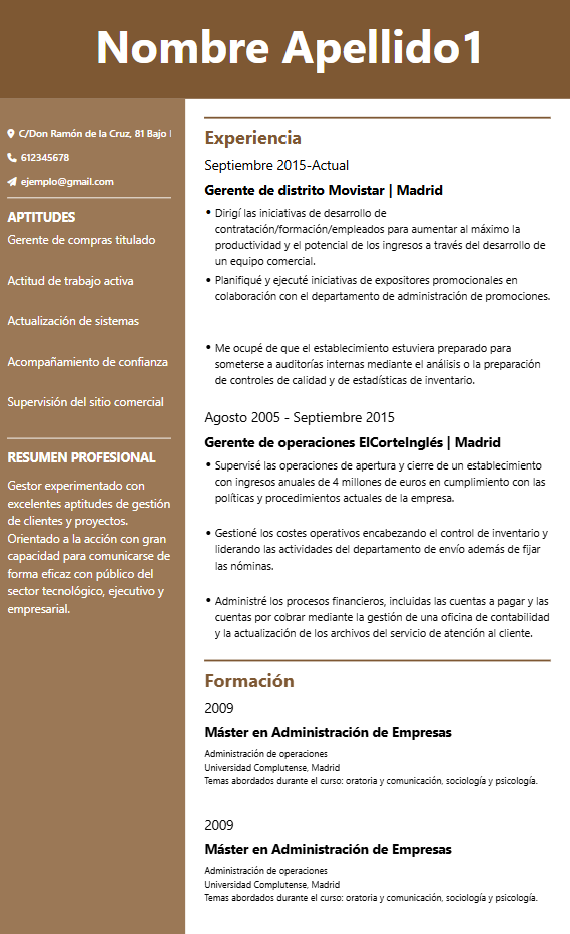 Nombre Apellido1
C/Don Ramón de la Cruz, 81 Bajo
612345678
ejemplo@gmail.com
APTITUDES
Gerente de compras titulado
Actitud de trabajo activa
Actualización de sistemas
Acompañamiento de confianza
Supervisión del sitio comercial
RESUMEN PROFESIONAL
Gestor experimentado con
excelentes aptitudes de gestión
de clientes y proyectos.
Orientado a la acción con gran
capacidad para comunicarse de
forma eficaz con público del
sector tecnológico, ejecutivo y
empresarial.
Experiencia
Septiembre 2015-Actual
Gerente de distrito Movistar | Madrid
• Dirigí las iniciativas de desarrollo de
contratación/formación/empleados para aumentar al máximo la
productividad y el potencial de los ingresos a través del desarrollo de
un equipo comercial.
• Planifiqué y ejecuté iniciativas de expositores promocionales en
colaboración con el departamento de administración de promociones.
• Me ocupé de que el establecimiento estuviera preparado para
someterse a auditorías internas mediante el análisis o la preparación
de controles de calidad y de estadísticas de inventario.
Agosto 2005 - Septiembre 2015
Gerente de operaciones ElCorteInglés | Madrid
• Supervisé las operaciones de apertura y cierre de un establecimiento
con ingresos anuales de 4 millones de euros en cumplimiento con las
políticas y procedimientos actuales de la empresa.
• Gestioné los costes operativos encabezando el control de inventario y
liderando las actividades del departamento de envío además de fijar
las nóminas.
• Administré los procesos financieros, incluidas las cuentas a pagar y las
cuentas por cobrar mediante la gestión de una oficina de contabilidad
y la actualización de los archivos del servicio de atención al cliente.
Formación
2009
Máster en Administración de Empresas
Administración de operaciones
Universidad Complutense, Madrid
Temas abordados durante el curso: oratoria y comunicación, sociología y psicología.
2009
Máster en Administración de Empresas
Administración de operaciones
Universidad Complutense, Madrid
Temas abordados durante el curso: oratoria y comunicación, sociología y psicología.